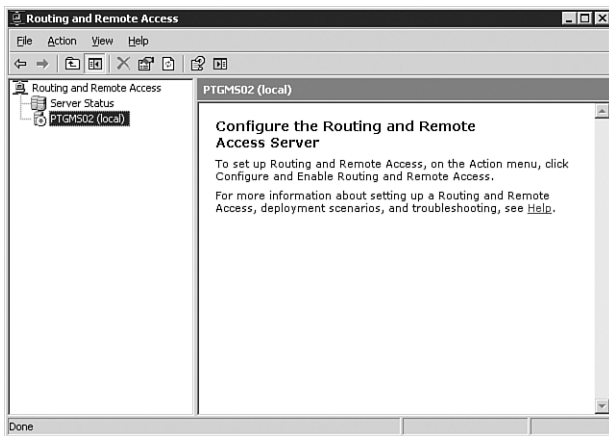 Routing and Remote Access
File Action View Help
Routing and Remote Access
Server Status
PTGMS02 (local)
PTGMS02 (local)
Configure the Routing and Remote
Access Server
To set up Routing and Remote Access, on the Action menu, click
Configure and Enable Routing and Remote Access.
For more information about setting up a Routing and Remote
Access, deployment scenarios, and troubleshooting, see Help.
Done